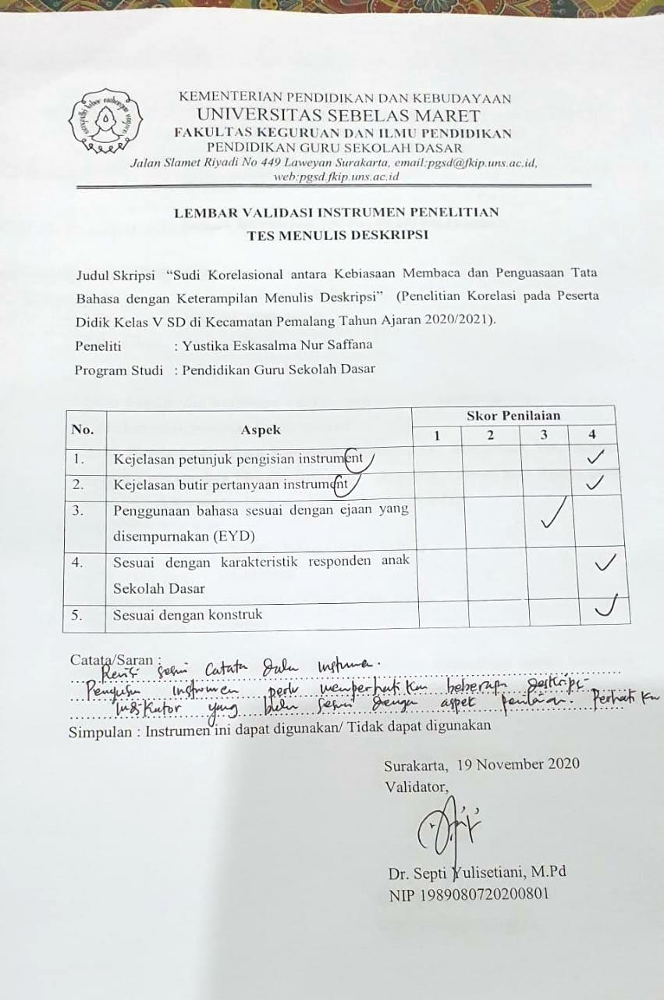 KEMENTERIAN PENDIDIKAN DAN KEBUDAYAAN
UNIVERSITAS SEBELAS MARET
FAKULTAS KEGURUAN DAN ILMU PENDIDIKAN
PENDIDIKAN GURU SEKOLAH DASAR
Jalan Slamet Riyadi No 449 Laweyan Surakarta, email:pgsd@fkip.uns.ac.id,
web:pgsd.fkip.uns.ac.id
LEMBAR VALIDASI INSTRUMEN PENELITIAN
TES MENULIS DESKRIPSI
Judul Skripsi “Sudi Korelasional antara Kebiasaan Membaca dan Penguasaan Tata
Bahasa dengan Keterampilan Menulis Deskripsi” (Penelitian Korelasi pada Peserta
Didik Kelas V SD di Kecamatan Pemalang Tahun Ajaran 2020/2021).
Peneliti : Yustika Eskasalma Nur Saffana
Program Studi : Pendidikan Guru Sekolah Dasar
No. Aspek Skor Penilaian
1 2 3 4
1. Kejelasan petunjuk pengisian instrument ✓
2. Kejelasan butir pertanyaan instrument ✓
3. Penggunaan bahasa sesuai dengan ejaan yang ✓
disempurnakan (EYD)
4. Sesuai dengan karakteristik responden anak ✓
Sekolah Dasar
5. Sesuai dengan konstruk ✓
Catata/Saran :
Revisi sesuai catatan dalam instrumen.
instrumen perlu memperhatikan beberapa deskripsi
indikator yang belum sesuai dengan aspek penilaian. Perhatikan
Simpulan : Instrumen ini dapat digunakan/ Tidak dapat digunakan
Surakarta, 19 November 2020
Validator,
Dr. Septi Yulisetiani, M.Pd
NIP 1989080720200801